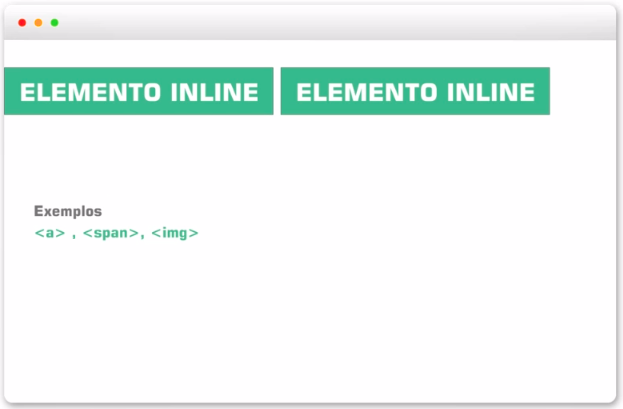 ELEMENTO INLINE ELEMENTO INLINE
Exemplos
<a> , <span>, <img>